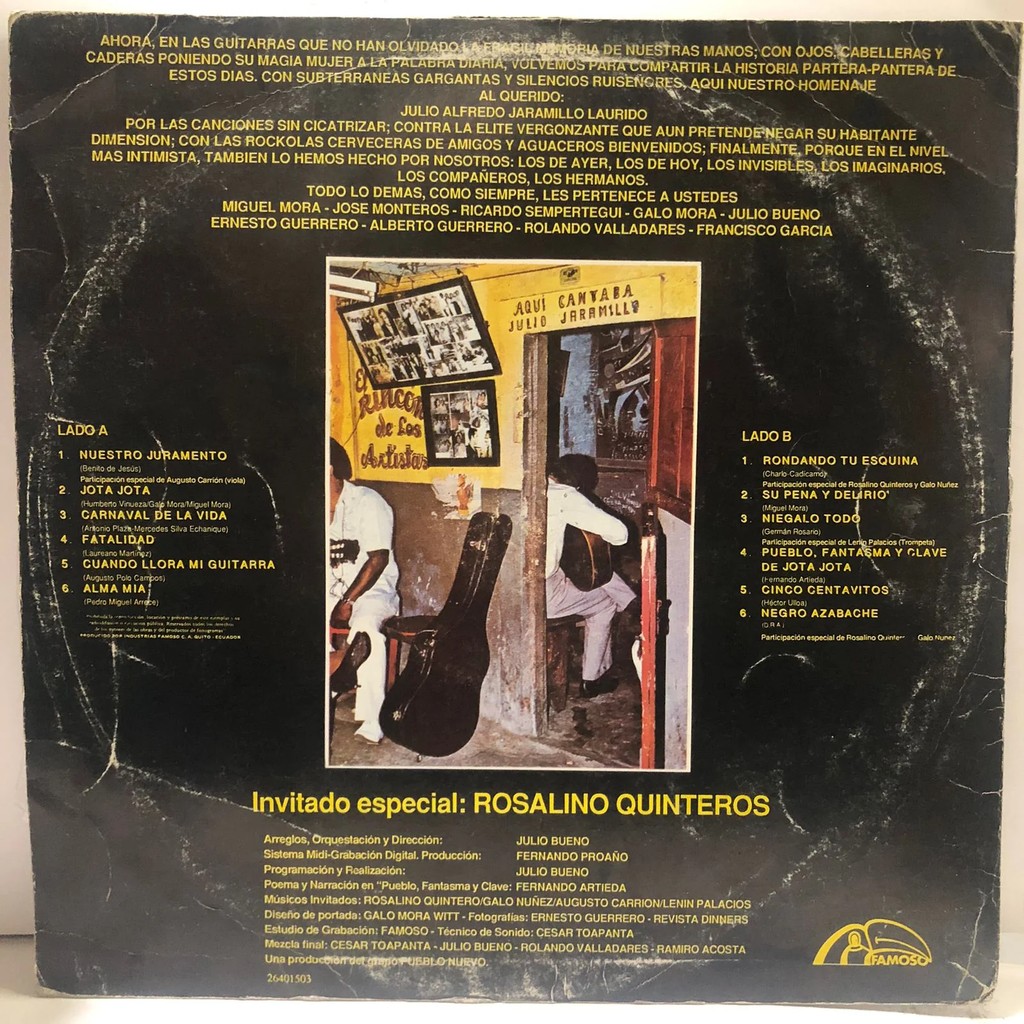 AHORA, EN LAS GUITARRAS QUE NO HAN OLVIDADO LA FRAGIL MEMORIA DE NUESTRAS MANOS; CON OJOS, CABELLERAS Y
CADERAS PONIENDO SU MAGIA MUJER A LA PALABRA DIARIA; VOLVEMOS PARA COMPARTIR LA HISTORIA PARTERA-PANTERA DE
ESTOS DIAS. CON SUBTERRANEAS GARGANTAS Y SILENCIOS RUISEÑORES, AQUI NUESTRO HOMENAJE
AL QUERIDO:
JULIO ALFREDO JARAMILLO LAURIDO
POR LAS CANCIONES SIN CICATRIZAR; CONTRA LA ELITE VERGONZANTE QUE AUN PRETENDE NEGAR SU HABITANTE
DIMENSION; CON LAS ROCKOLAS CERVECERAS DE AMIGOS Y AGUACEROS BIENVENIDOS; FINALMENTE, PORQUE EN EL NIVEL
MAS INTIMISTA, TAMBIEN LO HEMOS HECHO POR NOSOTROS: LOS DE AYER, LOS DE HOY, LOS INVISIBLES, LOS IMAGINARIOS,
LOS COMPAÑEROS, LOS HERMANOS.
TODO LO DEMAS, COMO SIEMPRE, LES PERTENECE A USTEDES
MIGUEL MORA - JOSE MONTEROS - RICARDO SEMPERTEGUI - GALO MORA - JULIO BUENO
ERNESTO GUERRERO - ALBERTO GUERRERO - ROLANDO VALLADARES - FRANCISCO GARCIA
AQUI CANTABA
JULIO JARAMILLO
El
Rincon
de Los
Artistas
LADO A
1. NUESTRO JURAMENTO
(Benito de Jesús)
Participación especial de Augusto Carrión (viola)
2. JOTA JOTA
(Humberto Vinueza/Galo Mora/Miguel Mora)
3. CARNAVAL DE LA VIDA
(Antonio Plaza-Mercedes Silva Echanique)
4. FATALIDAD
(Laureano Martínez)
5. CUANDO LLORA MI GUITARRA
(Augusto Polo Campos)
6. ALMA MIA
(Pedro Miguel Arrece)
PRODUCIDO POR INDUSTRIAS FAMOSO C. A. QUITO - ECUADOR
LADO B
1. RONDANDO TU ESQUINA
(Charlo-Cadicamo)
Participación especial de Rosalino Quinteros y Galo Nuñez
2. SU PENA Y DELIRIO'
(Miguel Mora)
3. NIEGALO TODO
(Germán Rosario)
Participación especial de Lenin Palacios (Trompeta)
4. PUEBLO, FANTASMA Y CLAVE
DE JOTA JOTA
(Fernando Artieda)
5. CINCO CENTAVITOS
(Héctor Ulloa)
6. NEGRO AZABACHE
(D.R.A.)
Participación especial de Rosalino Quinter Galo Nuñez
Invitado especial: ROSALINO QUINTEROS
Arreglos, Orquestación y Dirección: JULIO BUENO
Sistema Midi-Grabación Digital. Producción: FERNANDO PROAÑO
Programación y Realización: JULIO BUENO
Poema y Narración en "Pueblo, Fantasma y Clave: FERNANDO ARTIEDA
Músicos Invitados: ROSALINO QUINTERO/GALO NUÑEZ/AUGUSTO CARRION/LENIN PALACIOS
Diseño de portada: GALO MORA WITT - Fotografías: ERNESTO GUERRERO - REVISTA DINNERS
Estudio de Grabación: FAMOSO - Técnico de Sonido: CESAR TOAPANTA
Mezcla final: CESAR TOAPANTA - JULIO BUENO - ROLANDO VALLADARES - RAMIRO ACOSTA
Una producción del grupo PUEBLO NUEVO.
26401503
FAMOSO